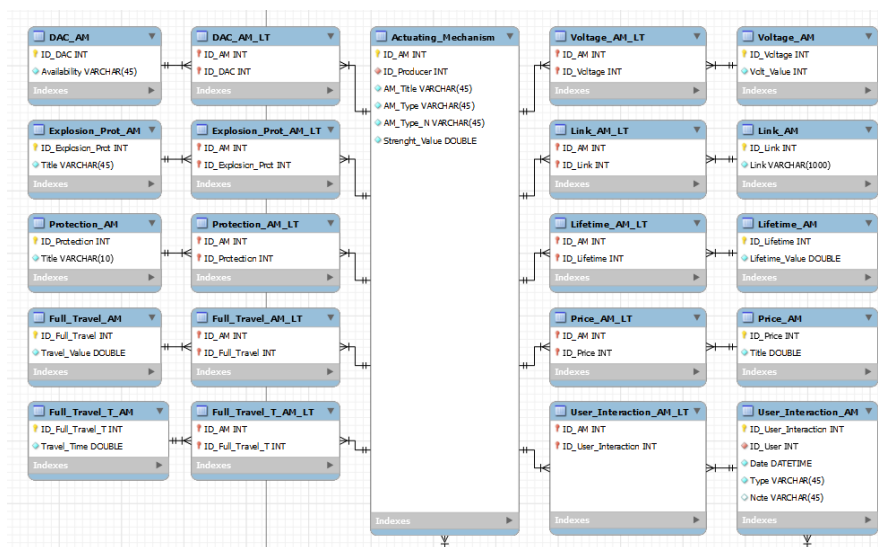 DAC_AM
ID_DAC INT
Availability VARCHAR(45)
Indexes
DAC_AM_LT
ID_AM INT
ID_DAC INT
Indexes
Actuating_Mechanism
ID_AM INT
ID_Producer INT
AM_Title VARCHAR(45)
AM_Type VARCHAR(45)
AM_Type_N VARCHAR(45)
Strenght_Value DOUBLE
Indexes
Voltage_AM_LT
ID_AM INT
ID_Voltage INT
Indexes
Voltage_AM
ID_Voltage INT
Volt_Value INT
Indexes
Explosion_Prot_AM
ID_Explosion_Prot INT
Title VARCHAR(45)
Indexes
Explosion_Prot_AM_LT
ID_AM INT
ID_Explosion_Prot INT
Indexes
Link_AM_LT
ID_AM INT
ID_Link INT
Indexes
Link_AM
ID_Link INT
Link VARCHAR(1000)
Indexes
Protection_AM
ID_Protection INT
Title VARCHAR(10)
Indexes
Protection_AM_LT
ID_AM INT
ID_Protection INT
Indexes
Lifetime_AM_LT
ID_AM INT
ID_Lifetime INT
Indexes
Lifetime_AM
ID_Lifetime INT
Lifetime_Value DOUBLE
Indexes
Full_Travel_AM
ID_Full_Travel INT
Travel_Value DOUBLE
Indexes
Full_Travel_AM_LT
ID_AM INT
ID_Full_Travel INT
Indexes
Price_AM_LT
ID_AM INT
ID_Price INT
Indexes
Price_AM
ID_Price INT
Title DOUBLE
Indexes
Full_Travel_T_AM
ID_Full_Travel_T INT
Travel_Time DOUBLE
Indexes
Full_Travel_T_AM_LT
ID_AM INT
ID_Full_Travel_T INT
Indexes
User_Interaction_AM_LT
ID_AM INT
ID_User_Interaction INT
Indexes
User_Interaction_AM
ID_User_Interaction INT
ID_User INT
Date DATETIME
Type VARCHAR(45)
Note VARCHAR(45)
Indexes